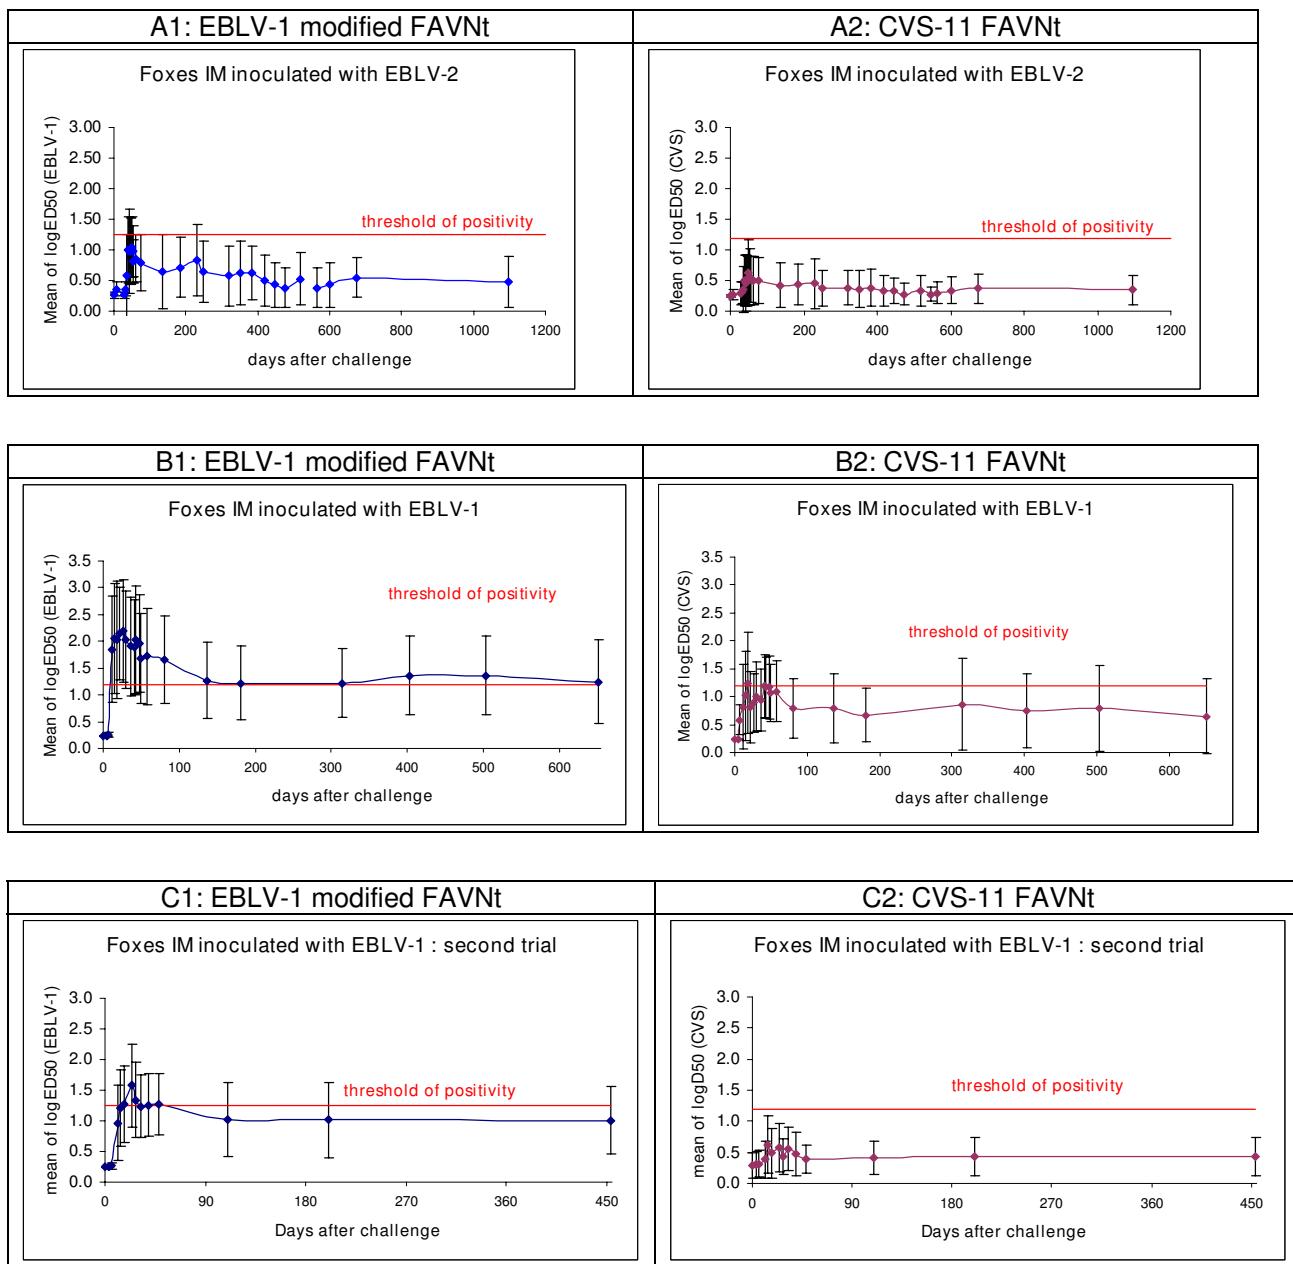 A1: EBLV-1 modified FAVNt
A2: CVS-11 FAVNt
Foxes IM inoculated with EBLV-2
Mean of logED50 (EBLV-1)
3.00
2.50
2.00
1.50
1.00
0.50
0.00
threshold of positivity
0 200 400 600 800 1000 1200
days after challenge
Foxes IM inoculated with EBLV-2
Mean of logED50 (CVS)
3.0
2.5
2.0
1.5
1.0
0.5
0.0
threshold of positivity
0 200 400 600 800 1000 1200
days after challenge
B1: EBLV-1 modified FAVNt
B2: CVS-11 FAVNt
Foxes IM inoculated with EBLV-1
Mean of logED50 (EBLV-1)
3.5
3.0
2.5
2.0
1.5
1.0
0.5
0.0
threshold of positivity
0 100 200 300 400 500 600
days after challenge
Foxes IM inoculated with EBLV-1
Mean of logED50 (CVS)
3.5
3.0
2.5
2.0
1.5
1.0
0.5
0.0
threshold of positivity
0 100 200 300 400 500 600
days after challenge
C1: EBLV-1 modified FAVNt
C2: CVS-11 FAVNt
Foxes IM inoculated with EBLV-1 : second trial
mean of logED50 (EBLV-1)
3.0
2.5
2.0
1.5
1.0
0.5
0.0
threshold of positivity
0 90 180 270 360 450
Days after challenge
Foxes IM inoculated with EBLV-1 : second trial
mean of logD50 (CVS)
3.0
2.5
2.0
1.5
1.0
0.5
0.0
threshold of positivity
0 90 180 270 360 450
Days after challenge